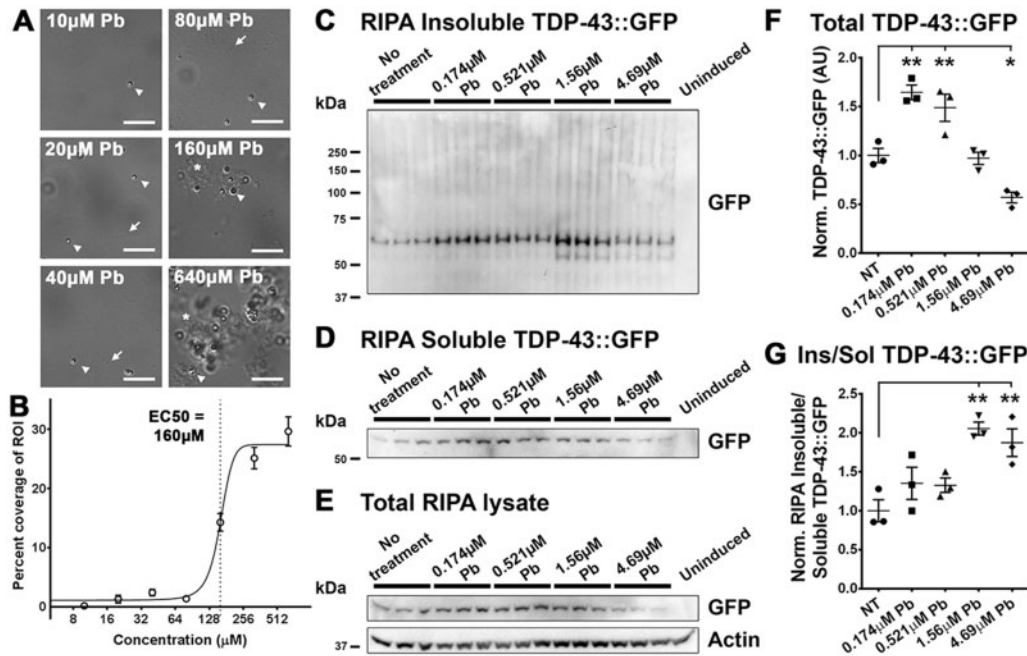 A
10μM Pb
80μM Pb
20μM Pb
160μM Pb
*
40μM Pb
640μM Pb
*
B
EC50 =
160μM
Percent coverage of ROI
30
20
10
0
8 16 32 64 128 256 512
Concentration (μM)
C RIPA Insoluble TDP-43::GFP
No treatment
0.174μM Pb
0.521μM Pb
1.56μM Pb
4.69μM Pb
Uninduced
kDa
250
150
100
75
50
37
GFP
D RIPA Soluble TDP-43::GFP
No treatment
0.174μM Pb
0.521μM Pb
1.56μM Pb
4.69μM Pb
Uninduced
kDa
50
GFP
E Total RIPA lysate
No treatment
0.174μM Pb
0.521μM Pb
1.56μM Pb
4.69μM Pb
Uninduced
kDa
50
37
GFP
Actin
F Total TDP-43::GFP
Norm. TDP-43::GFP (AU)
2.0
1.5
1.0
0.5
0.0
** ** *
NT
0.174μM Pb
0.521μM Pb
1.56μM Pb
4.69μM Pb
G Ins/Sol TDP-43::GFP
Norm. RIPA Insoluble/
Soluble TDP-43::GFP
2.5
2.0
1.5
1.0
0.5
0.0
** **
NT
0.174μM Pb
0.521μM Pb
1.56μM Pb
4.69μM Pb